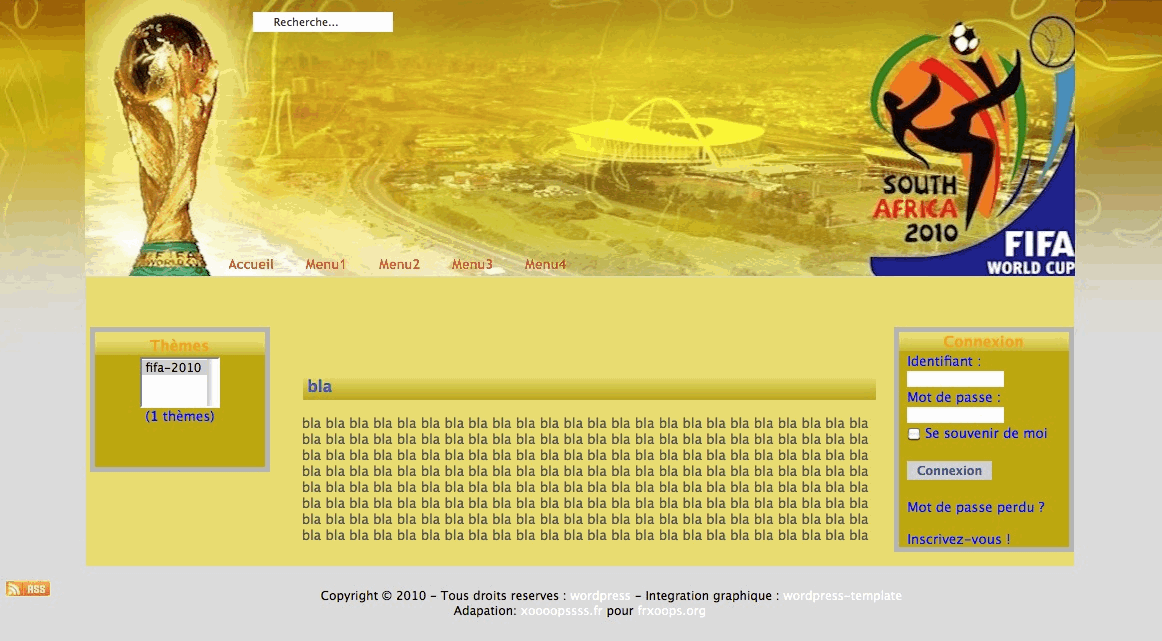 Recherche...
SOUTH
AFRICA
2010
FIFA
WORLD CUP
Accueil Menu1 Menu2 Menu3 Menu4
Thèmes
fifa-2010
(1 thèmes)
bla
bla bla bla bla bla bla bla bla bla bla bla bla bla bla bla bla bla bla bla bla bla bla bla bla
bla bla bla bla bla bla bla bla bla bla bla bla bla bla bla bla bla bla bla bla bla bla bla bla
bla bla bla bla bla bla bla bla bla bla bla bla bla bla bla bla bla bla bla bla bla bla bla bla
bla bla bla bla bla bla bla bla bla bla bla bla bla bla bla bla bla bla bla bla bla bla bla bla
bla bla bla bla bla bla bla bla bla bla bla bla bla bla bla bla bla bla bla bla bla bla bla bla
bla bla bla bla bla bla bla bla bla bla bla bla bla bla bla bla bla bla bla bla bla bla bla bla
bla bla bla bla bla bla bla bla bla bla bla bla bla bla bla bla bla bla bla bla bla bla bla bla
bla bla bla bla bla bla bla bla bla bla bla bla bla bla bla bla bla bla bla bla bla bla bla bla
Connexion
Identifiant :
Mot de passe :
Se souvenir de moi
Connexion
Mot de passe perdu ?
Inscrivez-vous !
RSS
Copyright © 2010 - Tous droits reserves : wordpress - Integration graphique : wordpress-template
Adapation: xoooopssss.fr pour frxoops.org